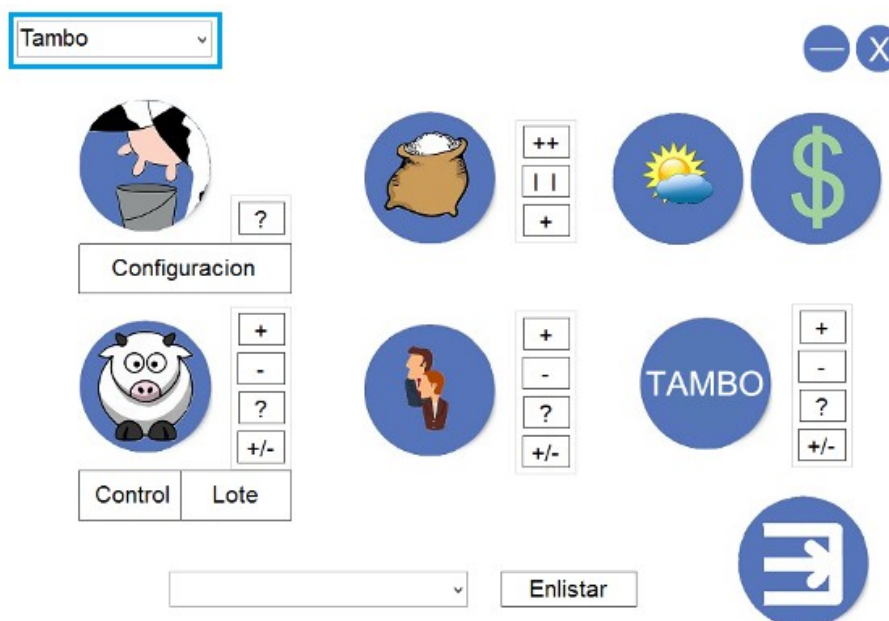 Tambo
X
++
| |
+
?
Configuracion
+
-
?
+/-
+
-
?
+/-
TAMBO
+
-
?
+/-
Control Lote
Enlistar